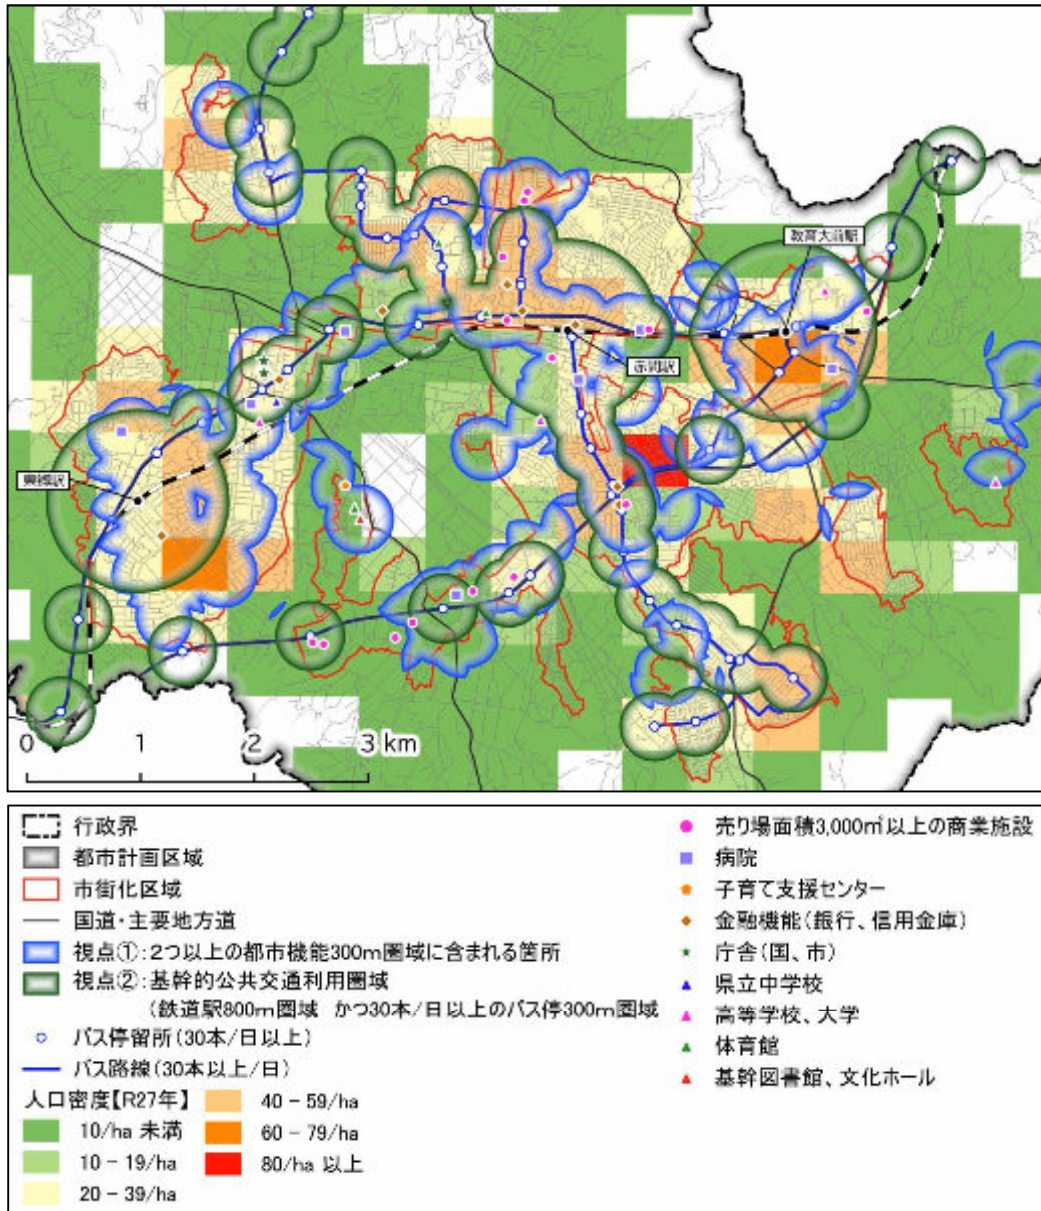 教育大前駅
赤間駅
東郷駅
0 1 2 3 km
行政界
都市計画区域
市街化区域
国道・主要地方道
視点①:2つ以上の都市機能300m圏域に含まれる箇所
視点②:基幹的公共交通利用圏域
(鉄道駅800m圏域 かつ30本/日以上のバス停300m圏域
バス停留所(30本/日以上)
バス路線(30本以上/日)
人口密度【R27年】
10/ha 未満
10 - 19/ha
20 - 39/ha
40 - 59/ha
60 - 79/ha
80/ha 以上
売り場面積3,000㎡以上の商業施設
病院
子育て支援センター
金融機能(銀行、信用金庫)
庁舎(国、市)
県立中学校
高等学校、大学
体育館
基幹図書館、文化ホール